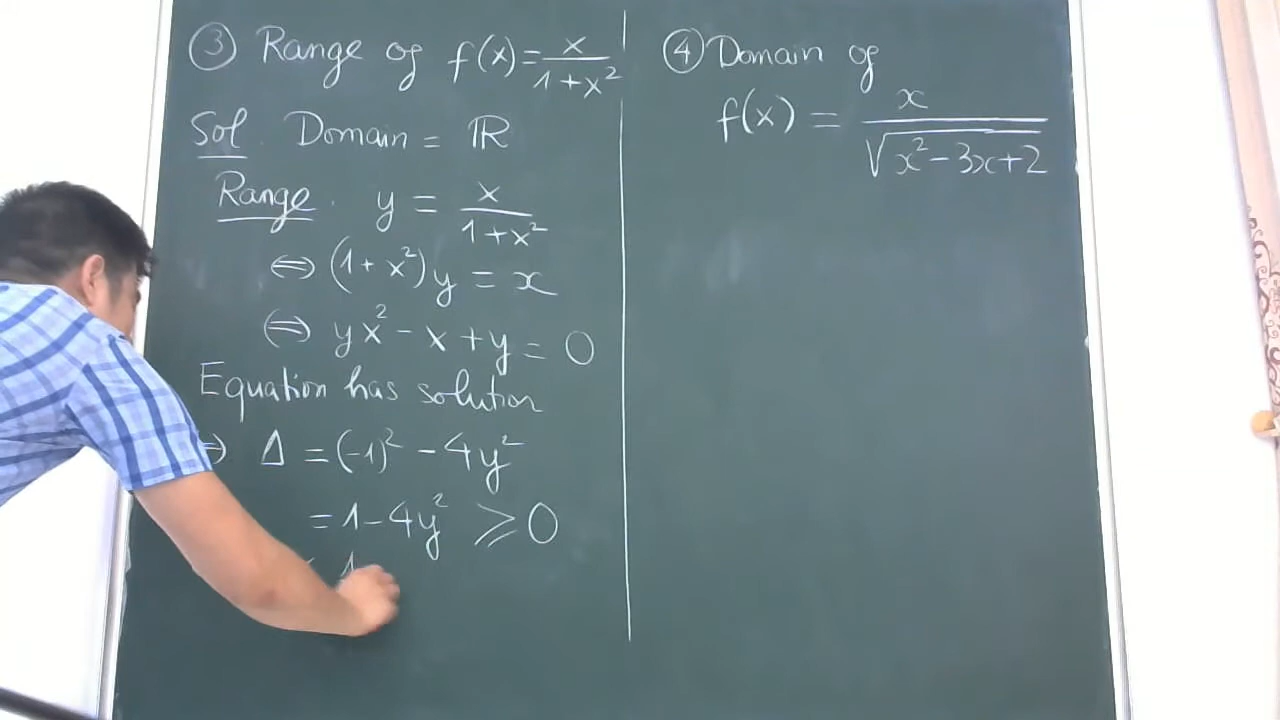 ③ Range of f(x) = x / (1+x²)
Sol. Domain = ℝ
Range. y = x / (1+x²)
⇔ (1+x²)y = x
⇔ yx² - x + y = 0
Equation has solution
⇒ Δ = (-1)² - 4y²
= 1 - 4y² ⩾ 0
④ Domain of
f(x) = x / √(x² - 3x + 2)